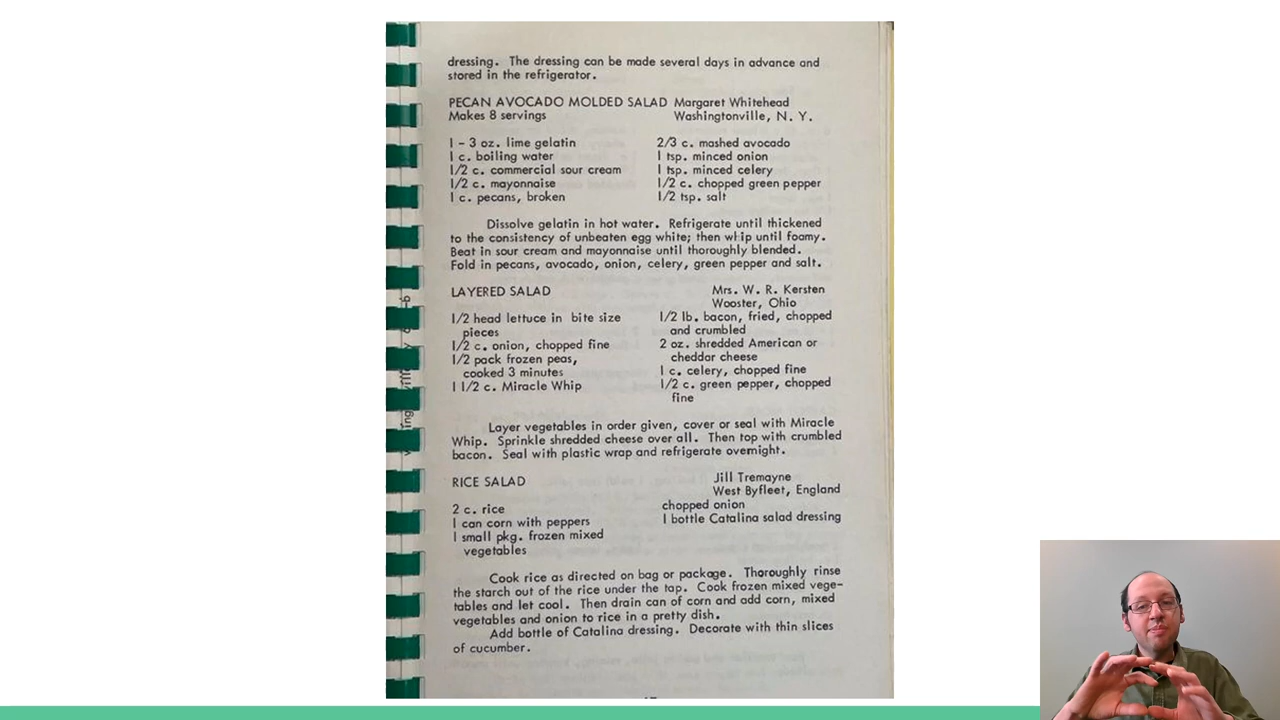 dressing. The dressing can be made several days in advance and
stored in the refrigerator.
PECAN AVOCADO MOLDED SALAD Margaret Whitehead
Makes 8 servings Washingtonville, N. Y.
1 - 3 oz. lime gelatin
1 c. boiling water
1/2 c. commercial sour cream
1/2 c. mayonnaise
1 c. pecans, broken
2/3 c. mashed avocado
1 tsp. minced onion
1 tsp. minced celery
1/2 c. chopped green pepper
1/2 tsp. salt
Dissolve gelatin in hot water. Refrigerate until thickened
to the consistency of unbeaten egg white; then whip until foamy.
Beat in sour cream and mayonnaise until thoroughly blended.
Fold in pecans, avocado, onion, celery, green pepper and salt.
LAYERED SALAD Mrs. W. R. Kersten
Wooster, Ohio
1/2 head lettuce in bite size
pieces
1/2 c. onion, chopped fine
1/2 pack frozen peas,
cooked 3 minutes
1 1/2 c. Miracle Whip
1/2 lb. bacon, fried, chopped
and crumbled
2 oz. shredded American or
cheddar cheese
1 c. celery, chopped fine
1/2 c. green pepper, chopped
fine
Layer vegetables in order given, cover or seal with Miracle
Whip. Sprinkle shredded cheese over all. Then top with crumbled
bacon. Seal with plastic wrap and refrigerate overnight.
RICE SALAD Jill Tremayne
West Byfleet, England
2 c. rice
1 can corn with peppers
1 small pkg. frozen mixed
vegetables
chopped onion
1 bottle Catalina salad dressing
Cook rice as directed on bag or package. Thoroughly rinse
the starch out of the rice under the tap. Cook frozen mixed vege-
tables and let cool. Then drain can of corn and add corn, mixed
vegetables and onion to rice in a pretty dish.
Add bottle of Catalina dressing. Decorate with thin slices
of cucumber.